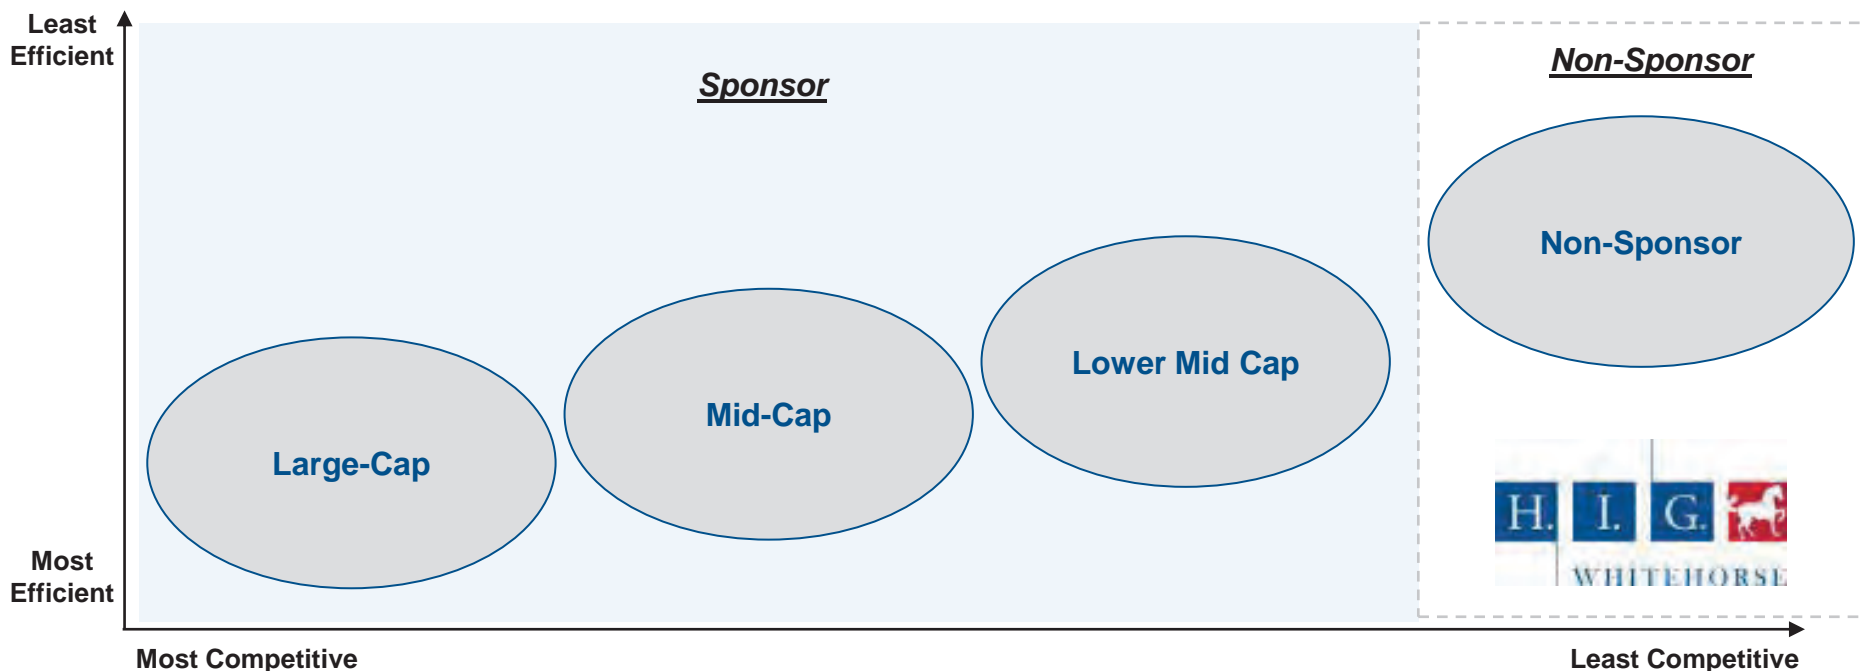 Least
Efficient
Sponsor
Non-Sponsor
Non-Sponsor
Lower Mid Cap
Mid-Cap
Large-Cap
H. I. G.
WHITEHORSE
Most
Efficient
Most Competitive
Least Competitive